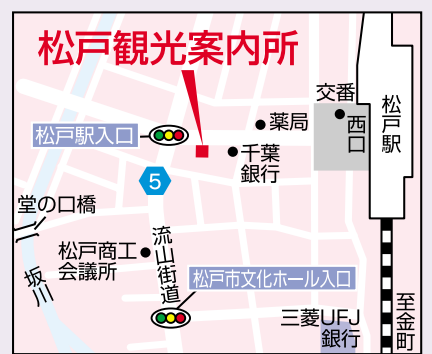 松戸観光案内所
交番
松戸駅
西口
薬局
松戸駅入口
千葉
銀行
5
堂の口橋
流山街道
松戸商工
会議所
坂川
松戸市文化ホール入口
至金町
三菱UFJ
銀行